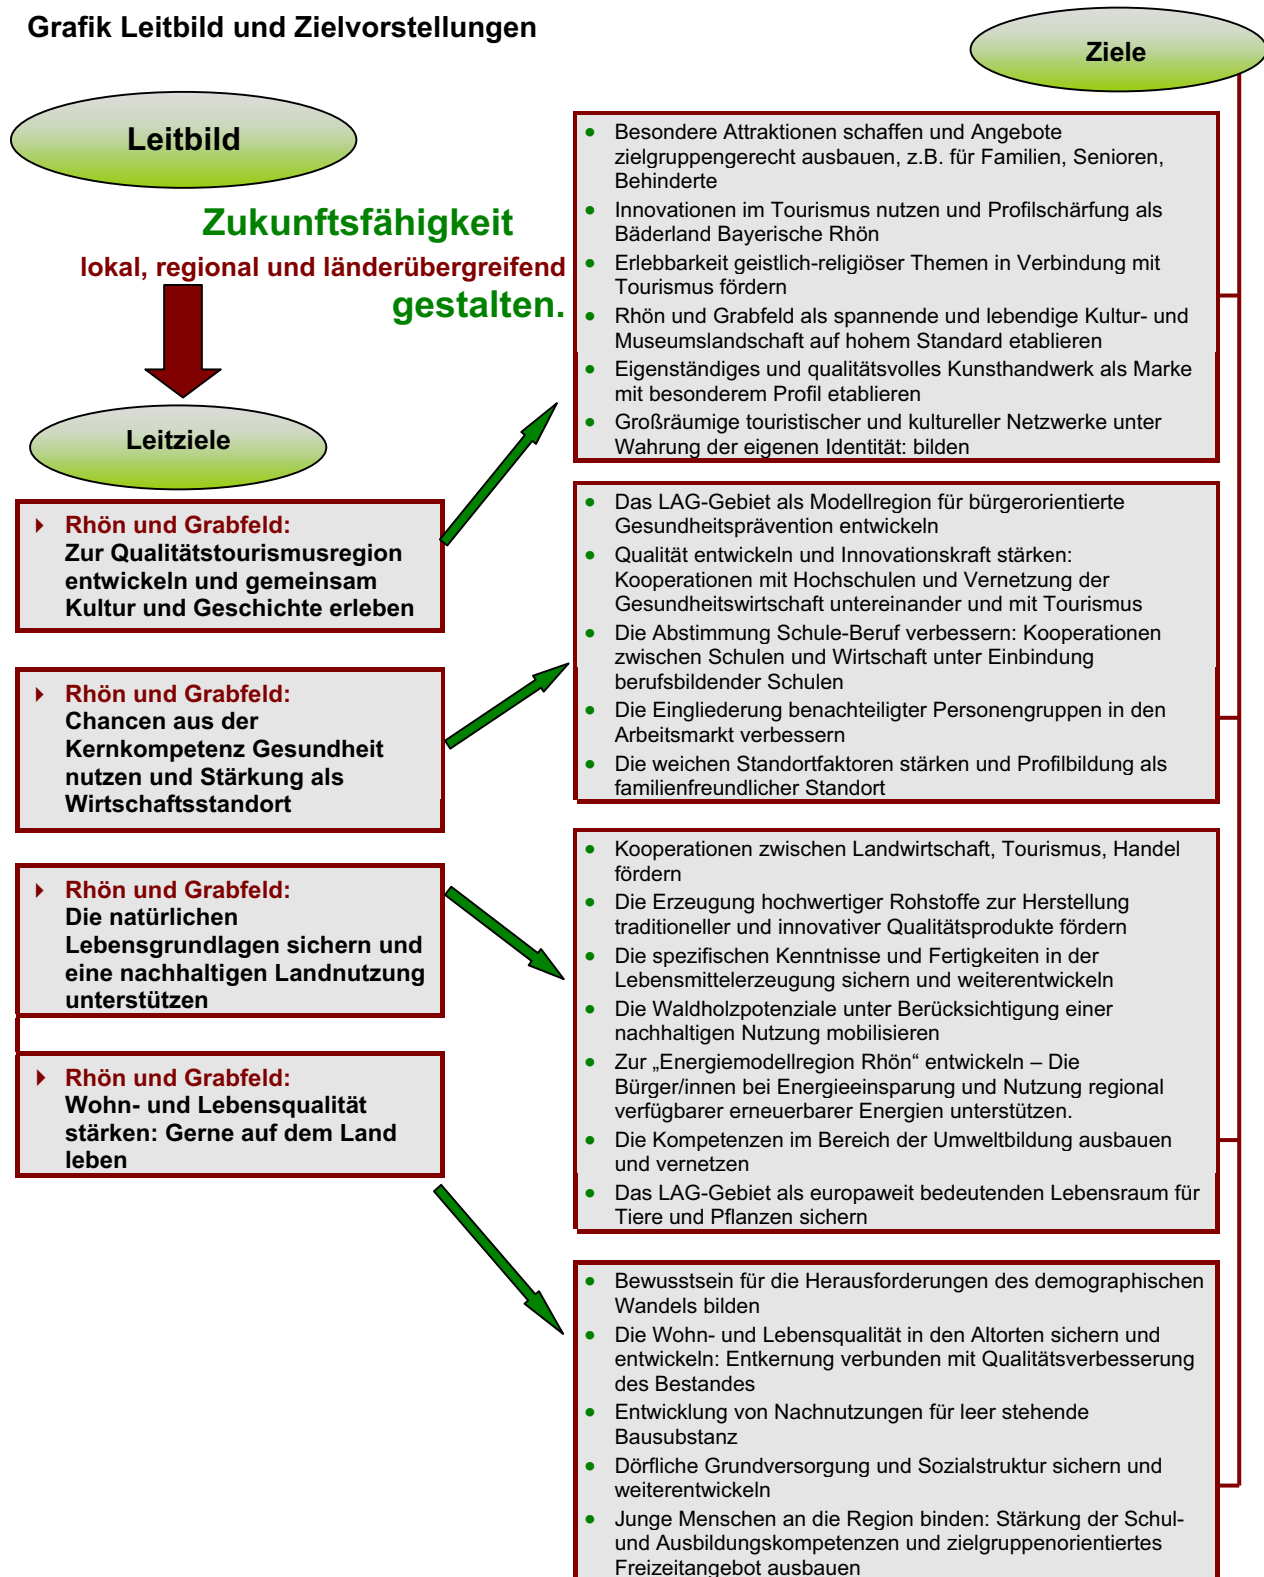 Grafik Leitbild und Zielvorstellungen
Ziele
Leitbild
Zukunftsfähigkeit
lokal, regional und länderübergreifend
gestalten.
Leitziele
Rhön und Grabfeld:
Zur Qualitätstourismusregion
entwickeln und gemeinsam
Kultur und Geschichte erleben
Rhön und Grabfeld:
Chancen aus der
Kernkompetenz Gesundheit
nutzen und Stärkung als
Wirtschaftsstandort
Rhön und Grabfeld:
Die natürlichen
Lebensgrundlagen sichern und
eine nachhaltigen Landnutzung
unterstützen
Rhön und Grabfeld:
Wohn- und Lebensqualität
stärken: Gerne auf dem Land
leben
• Besondere Attraktionen schaffen und Angebote
zielgruppengerecht ausbauen, z.B. für Familien, Senioren,
Behinderte
• Innovationen im Tourismus nutzen und Profilschärfung als
Bäderland Bayerische Rhön
• Erlebbarkeit geistlich-religiöser Themen in Verbindung mit
Tourismus fördern
• Rhön und Grabfeld als spannende und lebendige Kultur- und
Museumslandschaft auf hohem Standard etablieren
• Eigenständiges und qualitätsvolles Kunsthandwerk als Marke
mit besonderem Profil etablieren
• Großräumige touristischer und kultureller Netzwerke unter
Wahrung der eigenen Identität: bilden
• Das LAG-Gebiet als Modellregion für bürgerorientierte
Gesundheitsprävention entwickeln
• Qualität entwickeln und Innovationskraft stärken:
Kooperationen mit Hochschulen und Vernetzung der
Gesundheitswirtschaft untereinander und mit Tourismus
• Die Abstimmung Schule-Beruf verbessern: Kooperationen
zwischen Schulen und Wirtschaft unter Einbindung
berufsbildender Schulen
• Die Eingliederung benachteiligter Personengruppen in den
Arbeitsmarkt verbessern
• Die weichen Standortfaktoren stärken und Profilbildung als
familienfreundlicher Standort
• Kooperationen zwischen Landwirtschaft, Tourismus, Handel
fördern
• Die Erzeugung hochwertiger Rohstoffe zur Herstellung
traditioneller und innovativer Qualitätsprodukte fördern
• Die spezifischen Kenntnisse und Fertigkeiten in der
Lebensmittelerzeugung sichern und weiterentwickeln
• Die Waldholzpotenziale unter Berücksichtigung einer
nachhaltigen Nutzung mobilisieren
• Zur „Energiemodellregion Rhön“ entwickeln – Die
Bürger/innen bei Energieeinsparung und Nutzung regional
verfügbarer erneuerbarer Energien unterstützen.
• Die Kompetenzen im Bereich der Umweltbildung ausbauen
und vernetzen
• Das LAG-Gebiet als europaweit bedeutenden Lebensraum für
Tiere und Pflanzen sichern
• Bewusstsein für die Herausforderungen des demographischen
Wandels bilden
• Die Wohn- und Lebensqualität in den Altorten sichern und
entwickeln: Entkernung verbunden mit Qualitätsverbesserung
des Bestandes
• Entwicklung von Nachnutzungen für leer stehende
Bausubstanz
• Dörfliche Grundversorgung und Sozialstruktur sichern und
weiterentwickeln
• Junge Menschen an die Region binden: Stärkung der Schul-
und Ausbildungskompetenzen und zielgruppenorientiertes
Freizeitangebot ausbauen